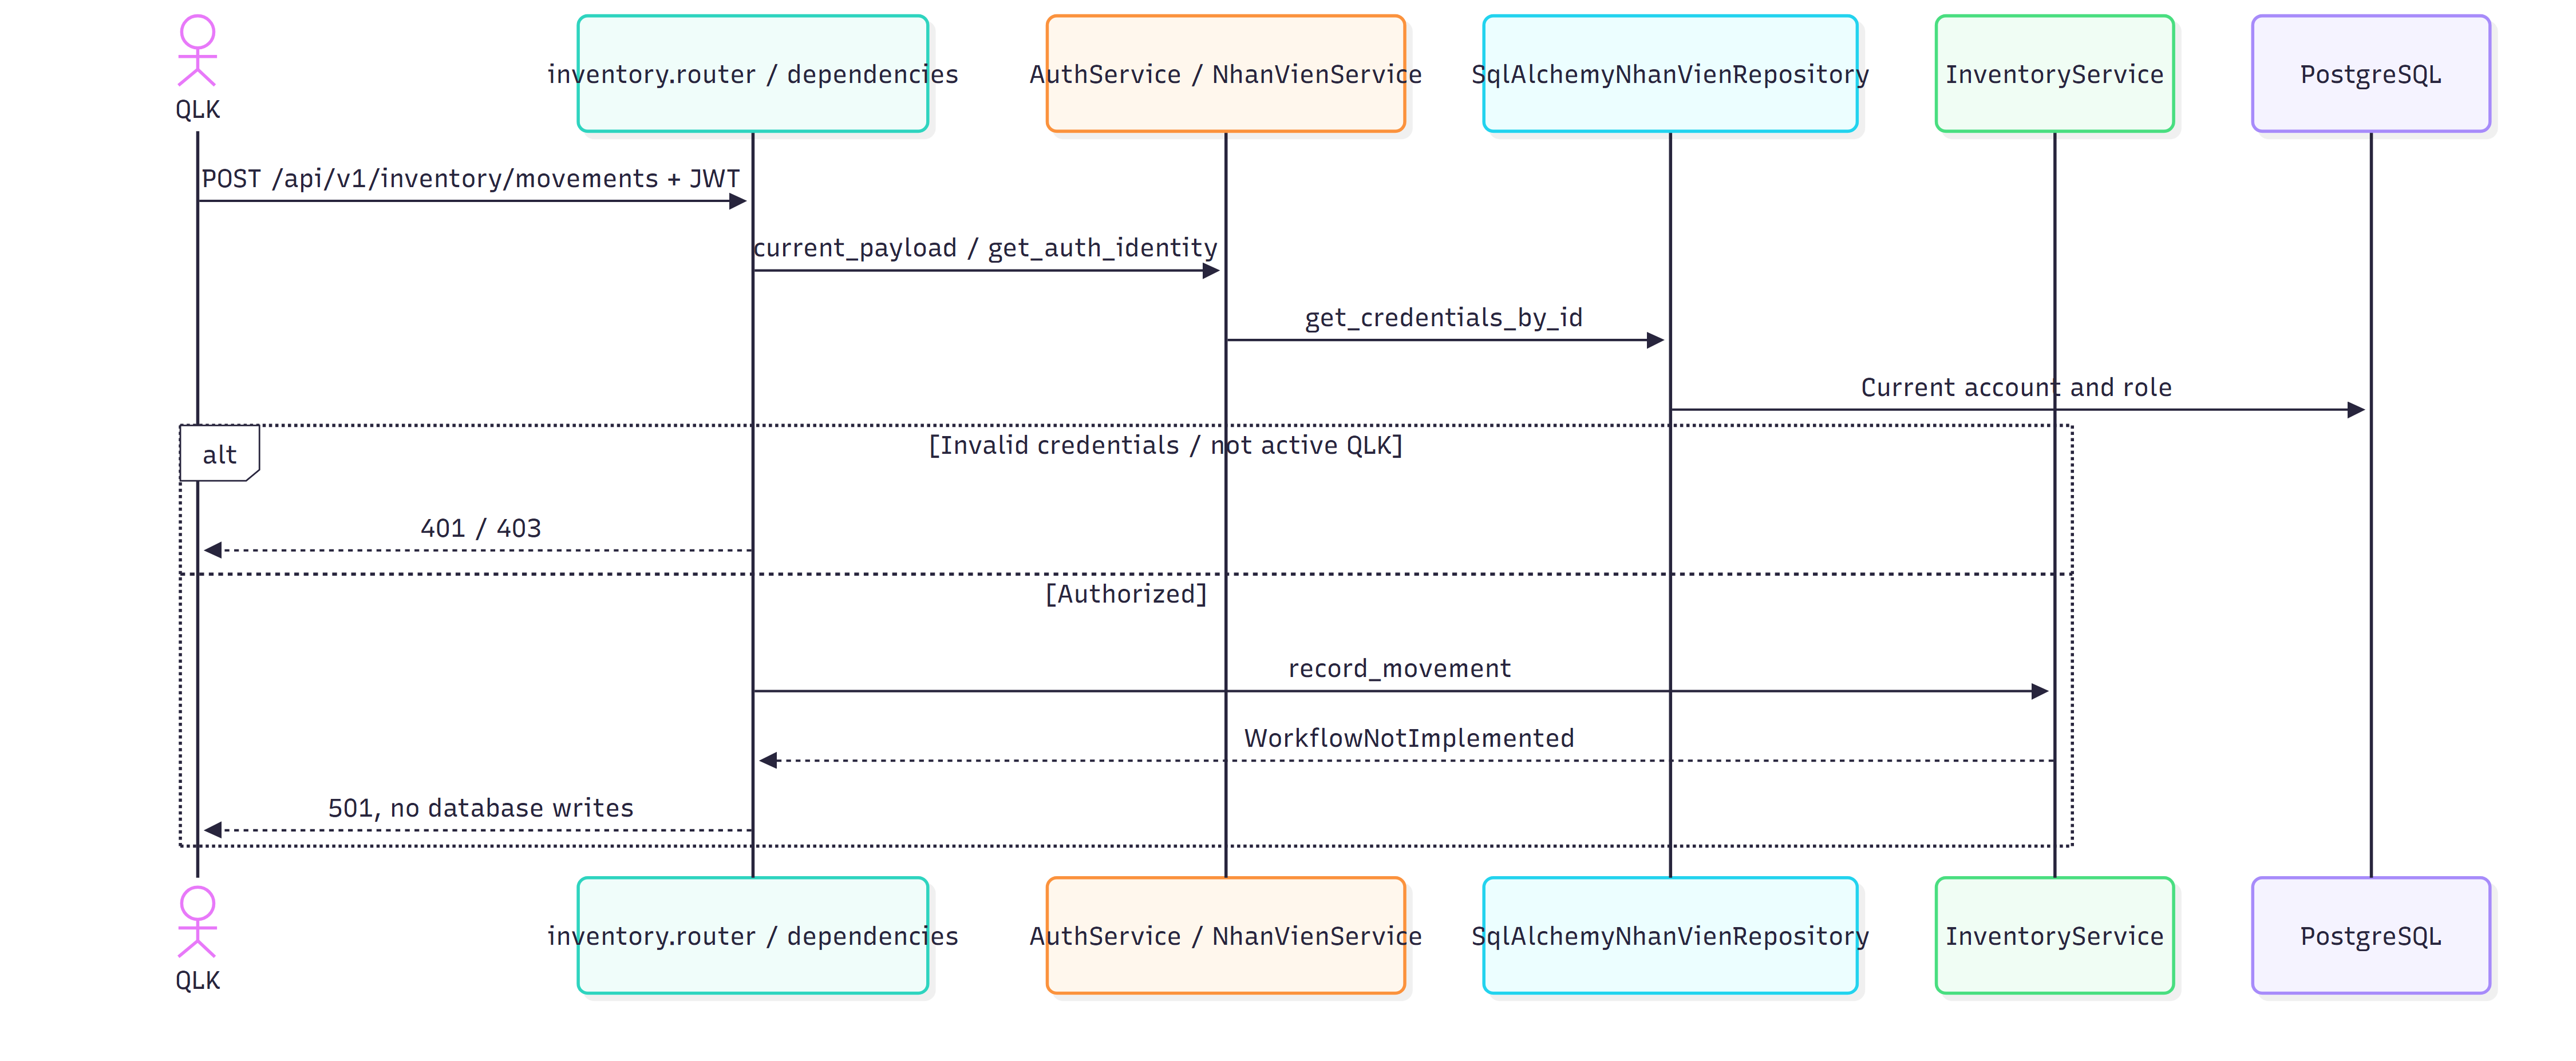 QLK
inventory.router / dependencies
AuthService / NhanVienService
SqlAlchemyNhanVienRepository
InventoryService
PostgreSQL
POST /api/v1/inventory/movements + JWT
current_payload / get_auth_identity
get_credentials_by_id
Current account and role
alt
[Invalid credentials / not active QLK]
401 / 403
[Authorized]
record_movement
WorkflowNotImplemented
501, no database writes
QLK
inventory.router / dependencies
AuthService / NhanVienService
SqlAlchemyNhanVienRepository
InventoryService
PostgreSQL